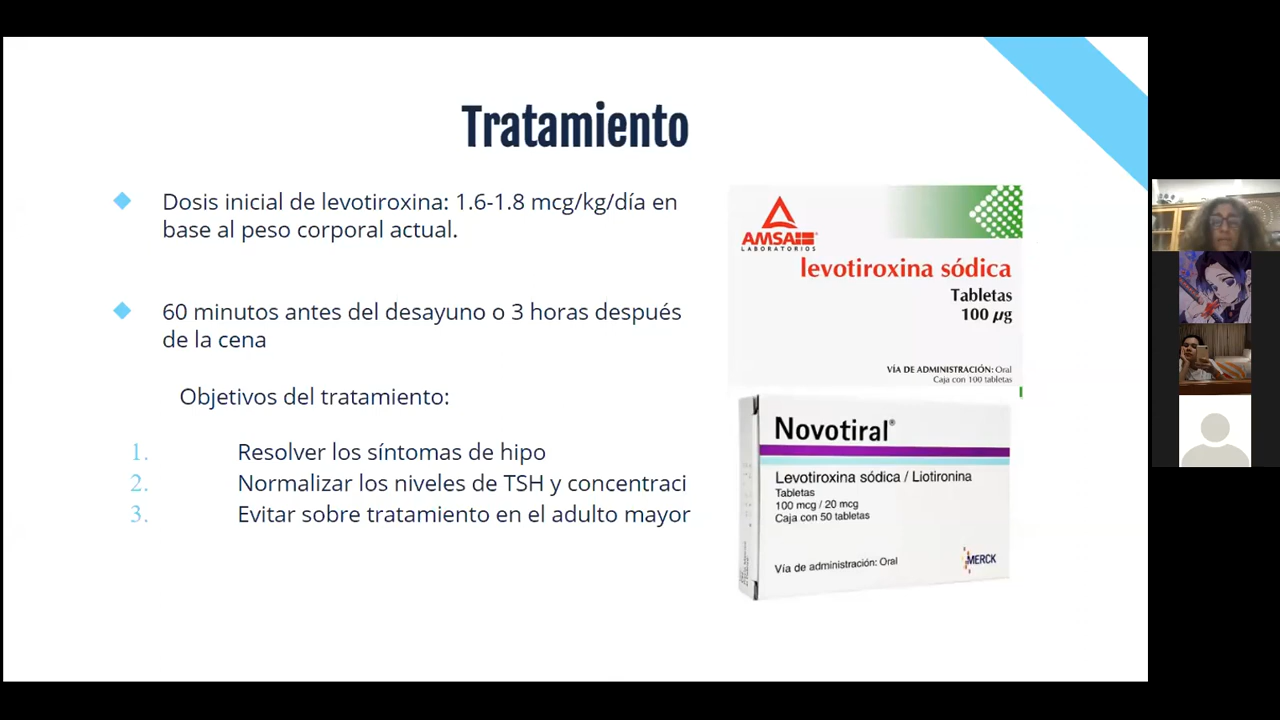 Tratamiento
Dosis inicial de levotiroxina: 1.6-1.8 mcg/kg/día en
base al peso corporal actual.
60 minutos antes del desayuno o 3 horas después
de la cena
Objetivos del tratamiento:
1. Resolver los síntomas de hipo
2. Normalizar los niveles de TSH y concentraci
3. Evitar sobre tratamiento en el adulto mayor
AMSA
LABORATORIOS
levotiroxina sódica
Tabletas
100 µg
VÍA DE ADMINISTRACIÓN: Oral
Caja con 100 tabletas
Novotiral®
Levotiroxina sódica / Liotironina
Tabletas
100 mcg / 20 mcg
Caja con 50 tabletas
Vía de administración: Oral
MERCK